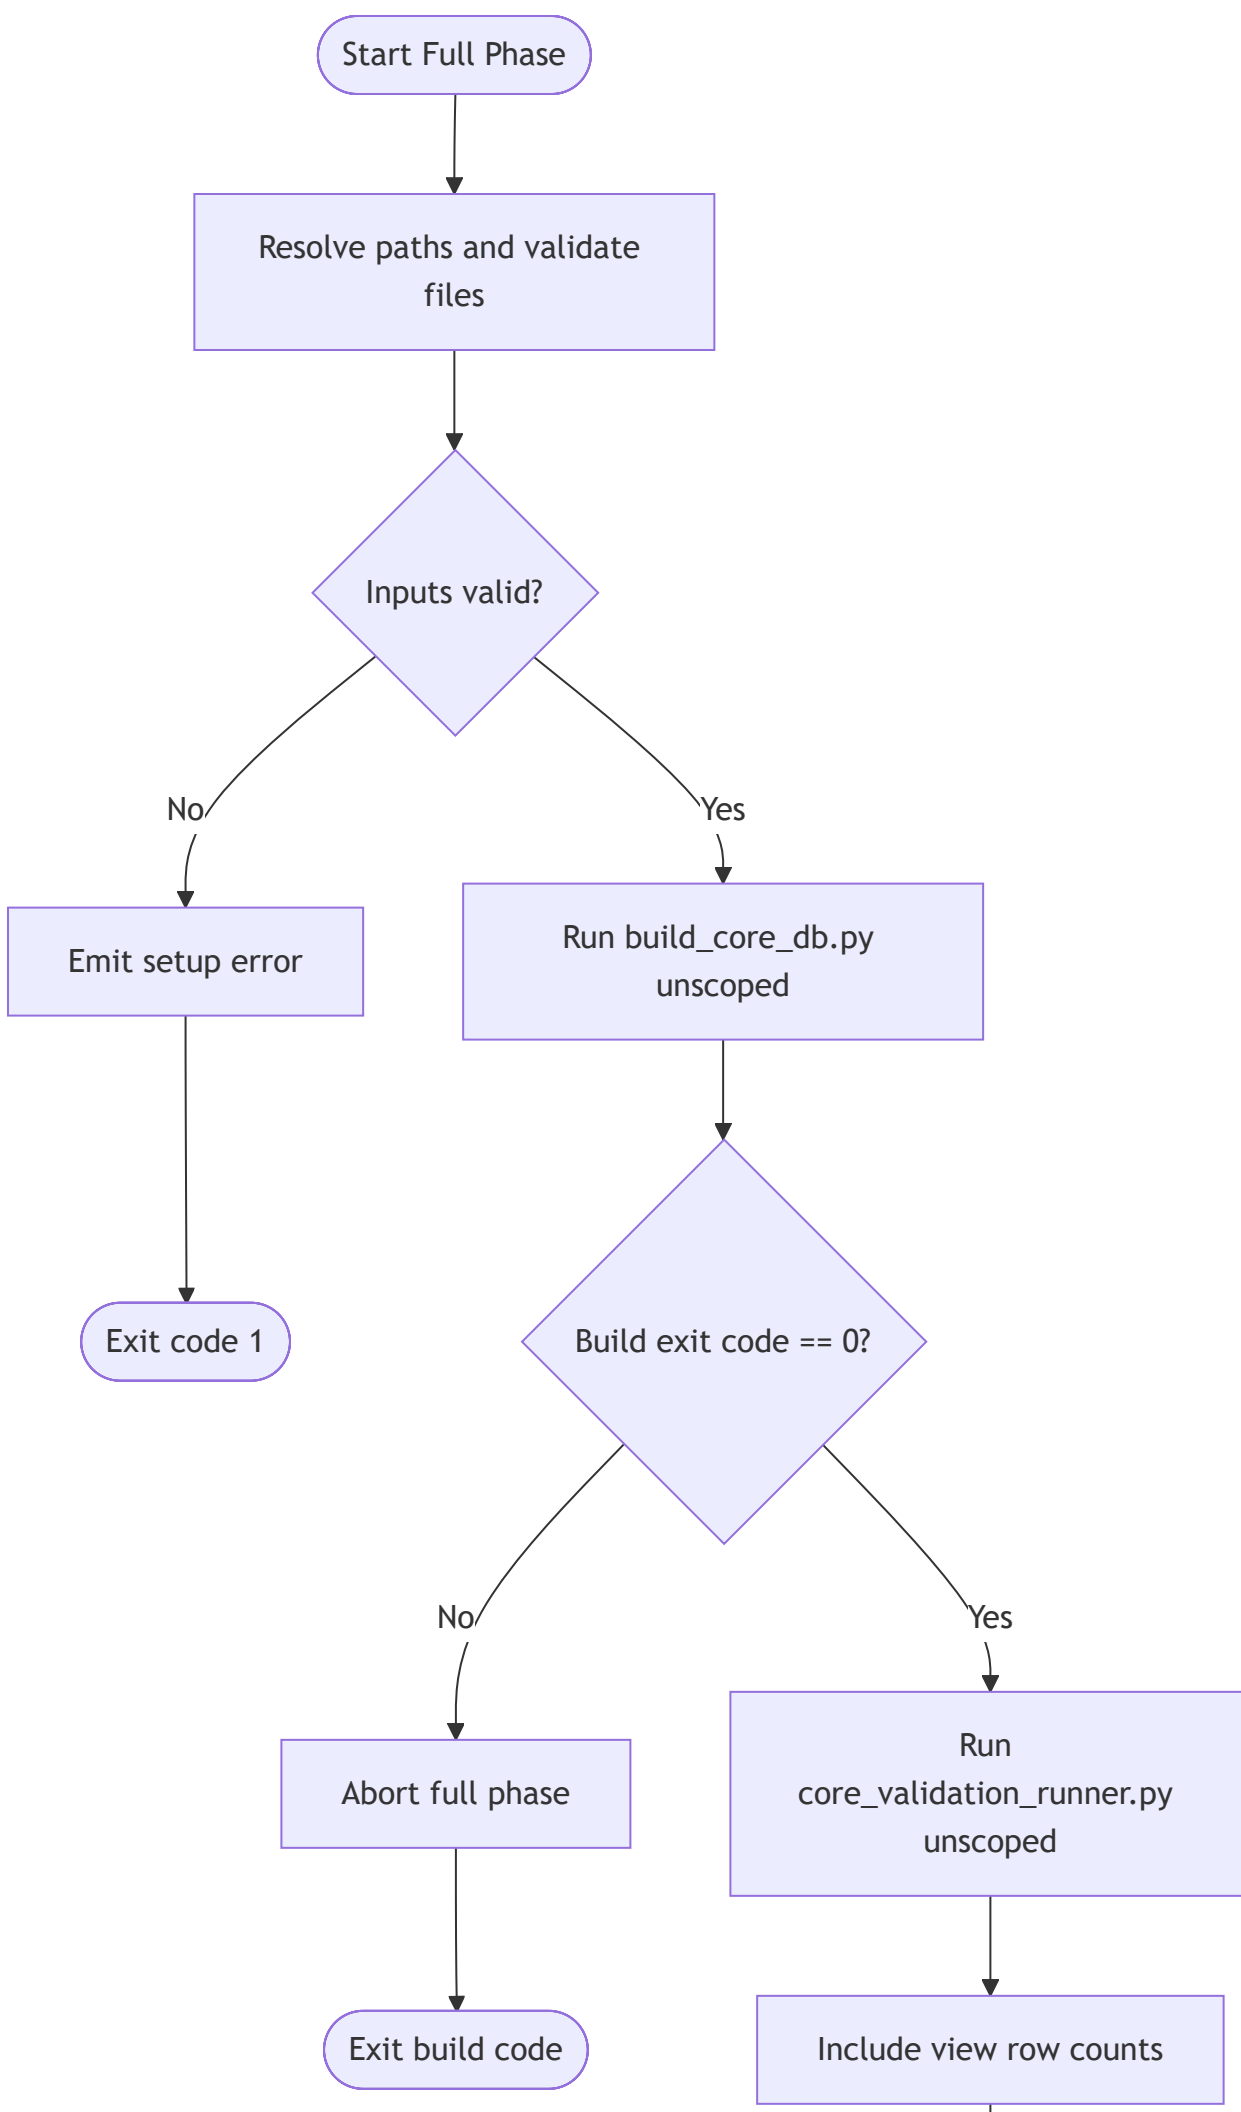 Start Full Phase
Resolve paths and validate
files
Inputs valid?
No
Yes
Emit setup error
Run build_core_db.py
unscoped
Exit code 1
Build exit code == 0?
No
Yes
Abort full phase
Run
core_validation_runner.py
unscoped
Exit build code
Include view row counts